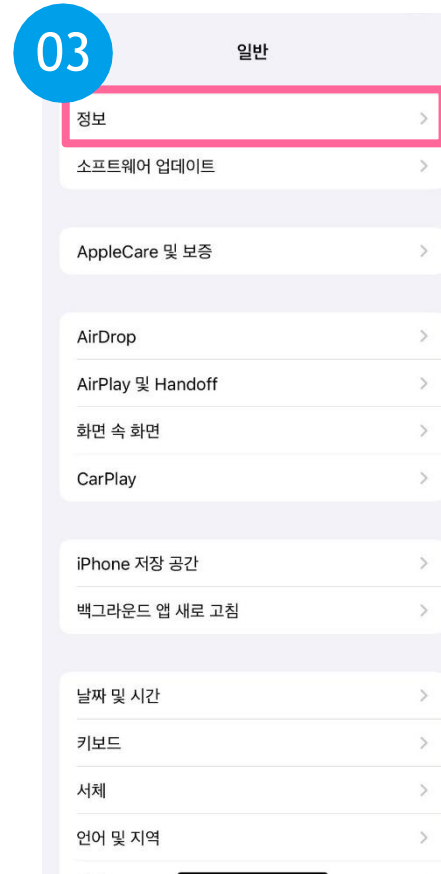 03
일반
정보
소프트웨어 업데이트
AppleCare 및 보증
AirDrop
AirPlay 및 Handoff
화면 속 화면
CarPlay
iPhone 저장 공간
백그라운드 앱 새로 고침
날짜 및 시간
키보드
서체
언어 및 지역